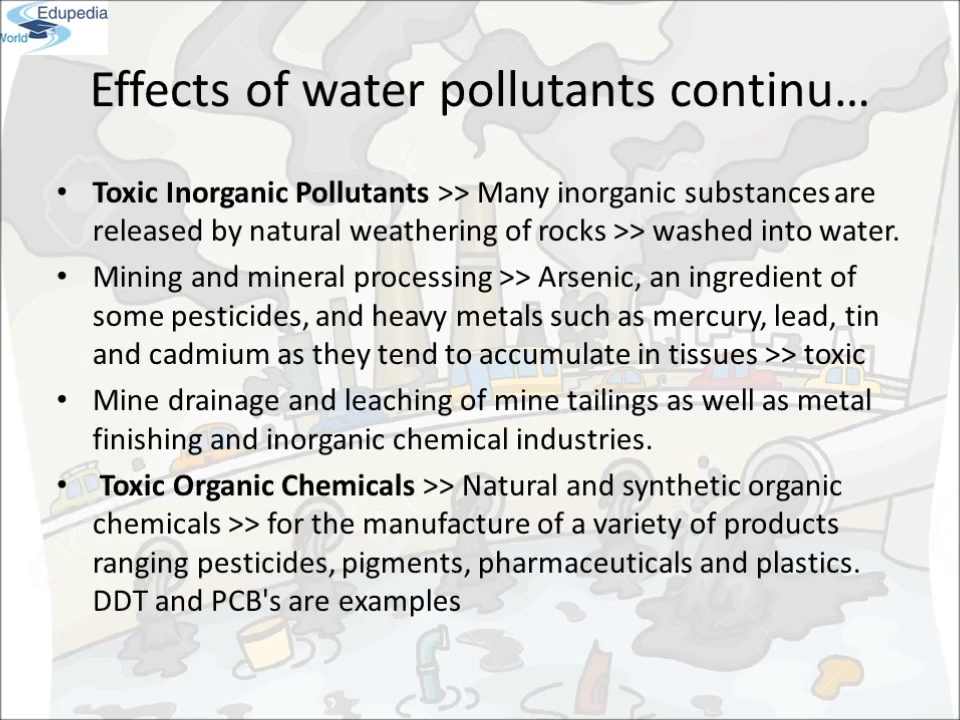 Edupedia
World
Effects of water pollutants continu…
• Toxic Inorganic Pollutants >> Many inorganic substances are
released by natural weathering of rocks >> washed into water.
• Mining and mineral processing >> Arsenic, an ingredient of
some pesticides, and heavy metals such as mercury, lead, tin
and cadmium as they tend to accumulate in tissues >> toxic
• Mine drainage and leaching of mine tailings as well as metal
finishing and inorganic chemical industries.
• Toxic Organic Chemicals >> Natural and synthetic organic
chemicals >> for the manufacture of a variety of products
ranging pesticides, pigments, pharmaceuticals and plastics.
DDT and PCB's are examples